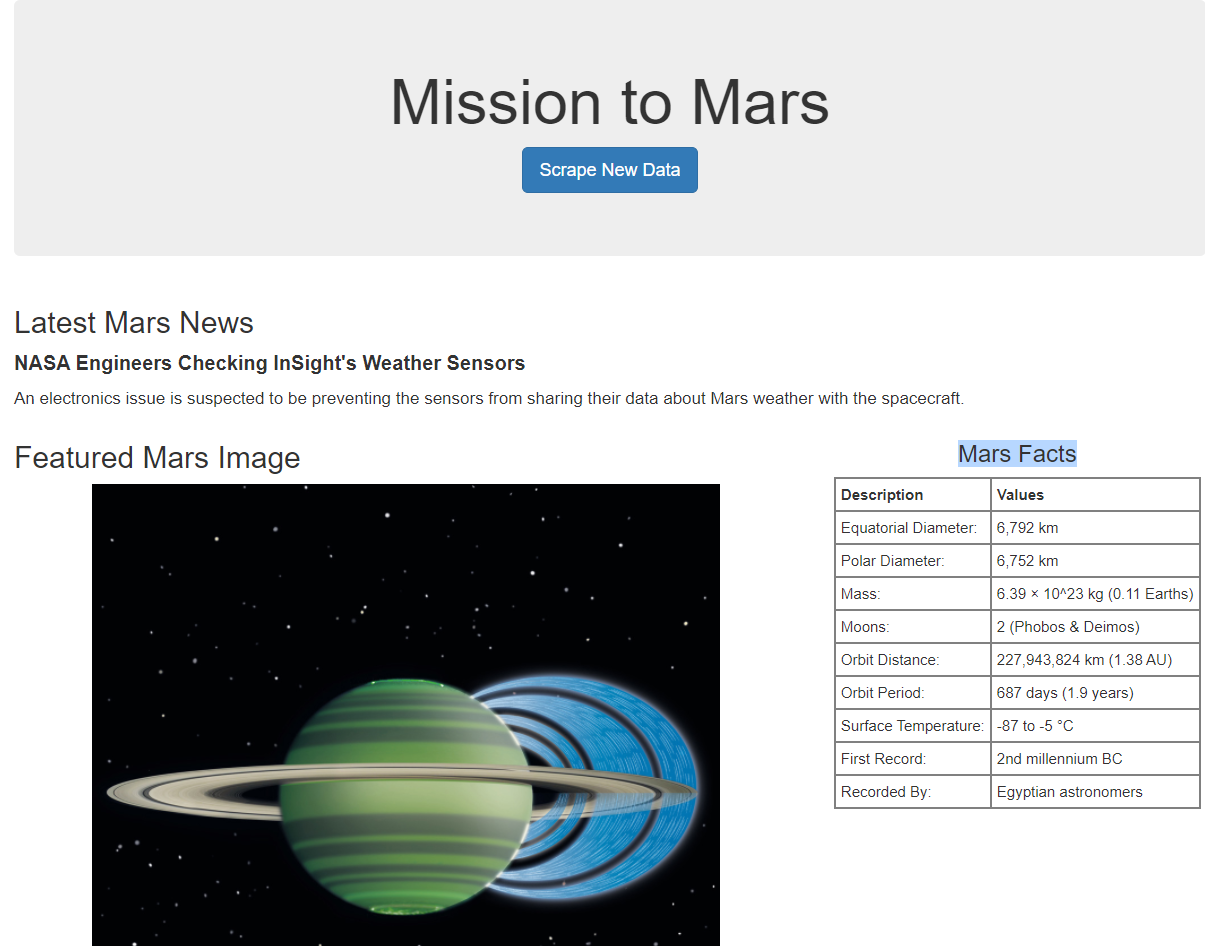 Mission to Mars
Scrape New Data
Latest Mars News
NASA Engineers Checking InSight's Weather Sensors
An electronics issue is suspected to be preventing the sensors from sharing their data about Mars weather with the spacecraft.
Featured Mars Image
Mars Facts
Description Values
Equatorial Diameter: 6,792 km
Polar Diameter: 6,752 km
Mass: 6.39 × 10^23 kg (0.11 Earths)
Moons: 2 (Phobos & Deimos)
Orbit Distance: 227,943,824 km (1.38 AU)
Orbit Period: 687 days (1.9 years)
Surface Temperature: -87 to -5 °C
First Record: 2nd millennium BC
Recorded By: Egyptian astronomers